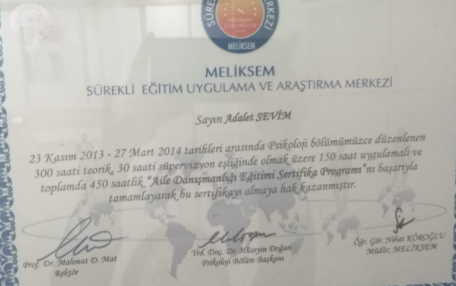 SÜREKLİ
MERKEZİ
MELİKSEM
MELİKSEM
SÜREKLİ EĞİTİM UYGULAMA VE ARAŞTIRMA MERKEZİ
Sayın Adalet SEVİM
23 Kasım 2013 - 27 Mart 2014 tarihleri arasında Psikoloji bölümümüzce düzenlenen
300 saati teorik, 30 saati süpervizyon eşliğinde olmak üzere 150 saat uygulamalı ve
toplamda 450 saatlik "Aile Danışmanlığı Eğitimi Sertifika Programı"nı başarıyla
tamamlayarak bu sertifikayı almaya hak kazanmıştır.
Prof. Dr. Mahmut D. Mat
Rektör
Yrd. Doç. Dr. Hüseyin Doğan
Psikoloji Bölüm Başkanı
Öğr. Gör. Nihat KÖROĞLU
Müdür, MELİKSEM